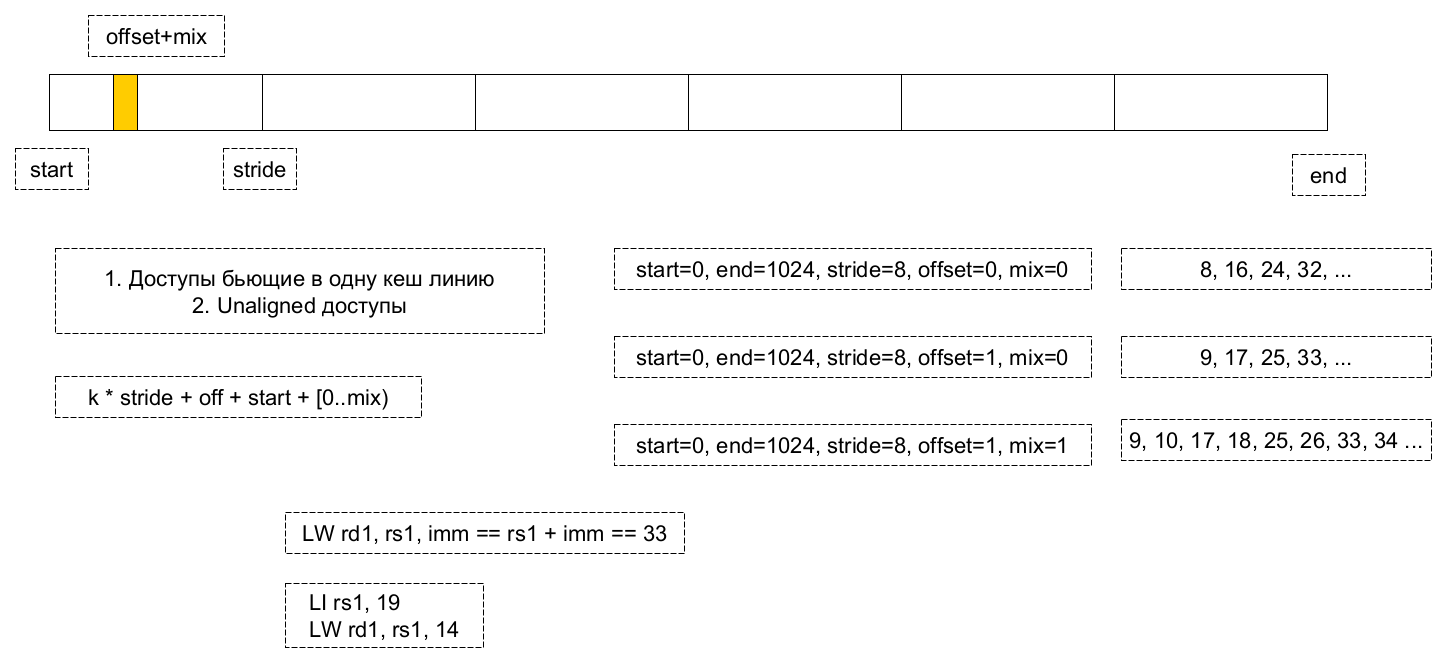 offset+mix
start
stride
end
1. Доступы бьющие в одну кеш линию
2. Unaligned доступы
k * stride + off + start + [0..mix)
start=0, end=1024, stride=8, offset=0, mix=0
8, 16, 24, 32, ...
start=0, end=1024, stride=8, offset=1, mix=0
9, 17, 25, 33, ...
start=0, end=1024, stride=8, offset=1, mix=1
9, 10, 17, 18, 25, 26, 33, 34 ...
LW rd1, rs1, imm == rs1 + imm == 33
LI rs1, 19
LW rd1, rs1, 14